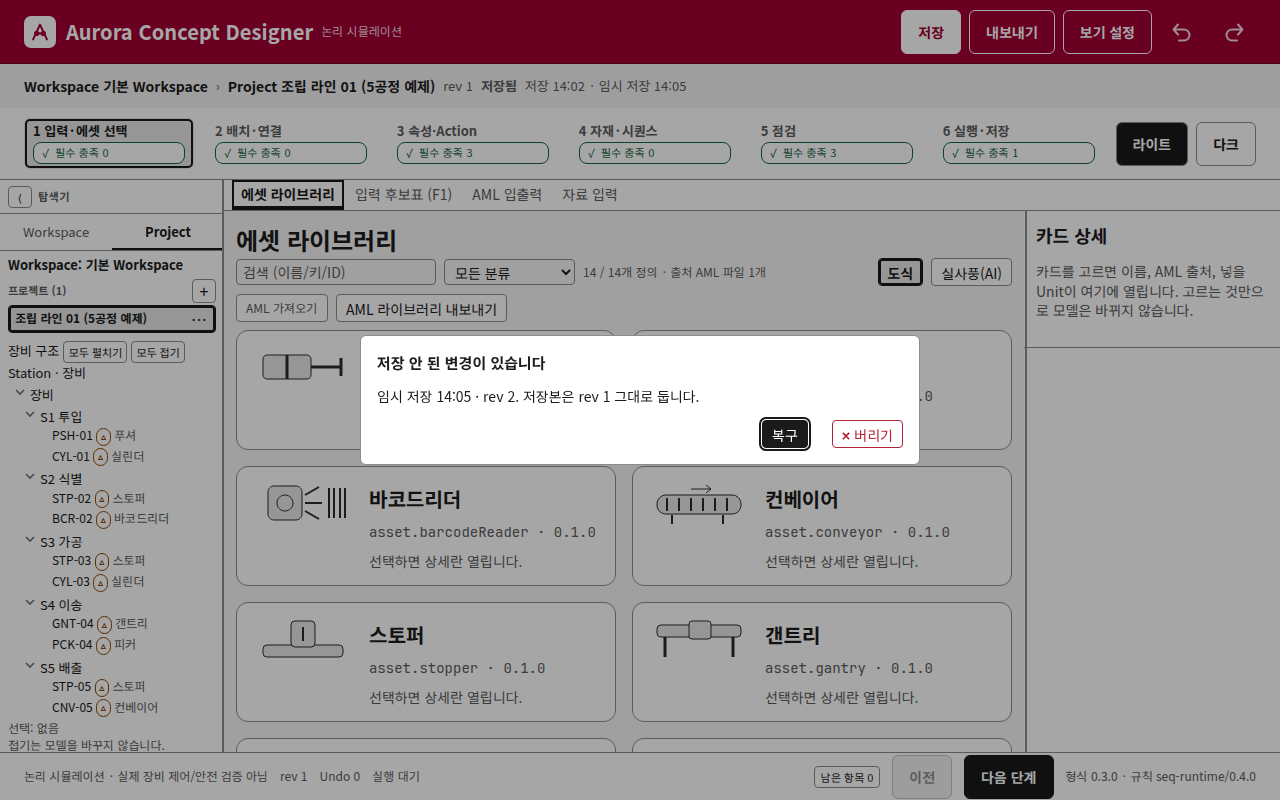 Aurora Concept Designer 논리 시뮬레이션 저장 내보내기 보기 설정
Workspace 기본 Workspace › Project 조립 라인 01 (5공정 예제) rev 1 저장됨 저장 14:02 · 임시 저장 14:05
1 입력·에셋 선택 2 배치·연결 3 속성·Action 4 자재·시퀀스 5 점검 6 실행·저장
✓ 필수 충족 0 ✓ 필수 충족 0 ✓ 필수 충족 3 ✓ 필수 충족 0 ✓ 필수 충족 3 ✓ 필수 충족 1
라이트 다크
탐색기
Workspace Project
Workspace: 기본 Workspace
프로젝트 (1) +
조립 라인 01 (5공정 예제) ...
장비 구조 모두 펼치기 모두 접기
Station · 장비
장비
S1 투입
PSH-01 푸셔
CYL-01 실린더
S2 식별
STP-02 스토퍼
BCR-02 바코드리더
S3 가공
STP-03 스토퍼
CYL-03 실린더
S4 이송
GNT-04 갠트리
PCK-04 피커
S5 배출
STP-05 스토퍼
CNV-05 컨베이어
선택: 없음
접기는 모델을 바꾸지 않습니다.
에셋 라이브러리 입력 후보표 (F1) AML 입출력 자료 입력
에셋 라이브러리
검색 (이름/키/ID) 모든 분류 14 / 14개 정의 · 출처 AML 파일 1개 도식 실사풍(AI)
AML 가져오기 AML 라이브러리 내보내기
.0
저장 안 된 변경이 있습니다
임시 저장 14:05 · rev 2. 저장본은 rev 1 그대로 둡니다.
복구 × 버리기
바코드리더
asset.barcodeReader · 0.1.0
선택하면 상세란 열립니다.
컨베이어
asset.conveyor · 0.1.0
선택하면 상세란 열립니다.
스토퍼
asset.stopper · 0.1.0
선택하면 상세란 열립니다.
갠트리
asset.gantry · 0.1.0
선택하면 상세란 열립니다.
카드 상세
카드를 고르면 이름, AML 출처, 넣을
Unit이 여기에 열립니다. 고르는 것만으
로 모델은 바뀌지 않습니다.
논리 시뮬레이션 · 실제 장비 제어/안전 검증 아님 rev 1 Undo 0 실행 대기
남은 항목 0 이전 다음 단계 형식 0.3.0 · 규칙 seq-runtime/0.4.0